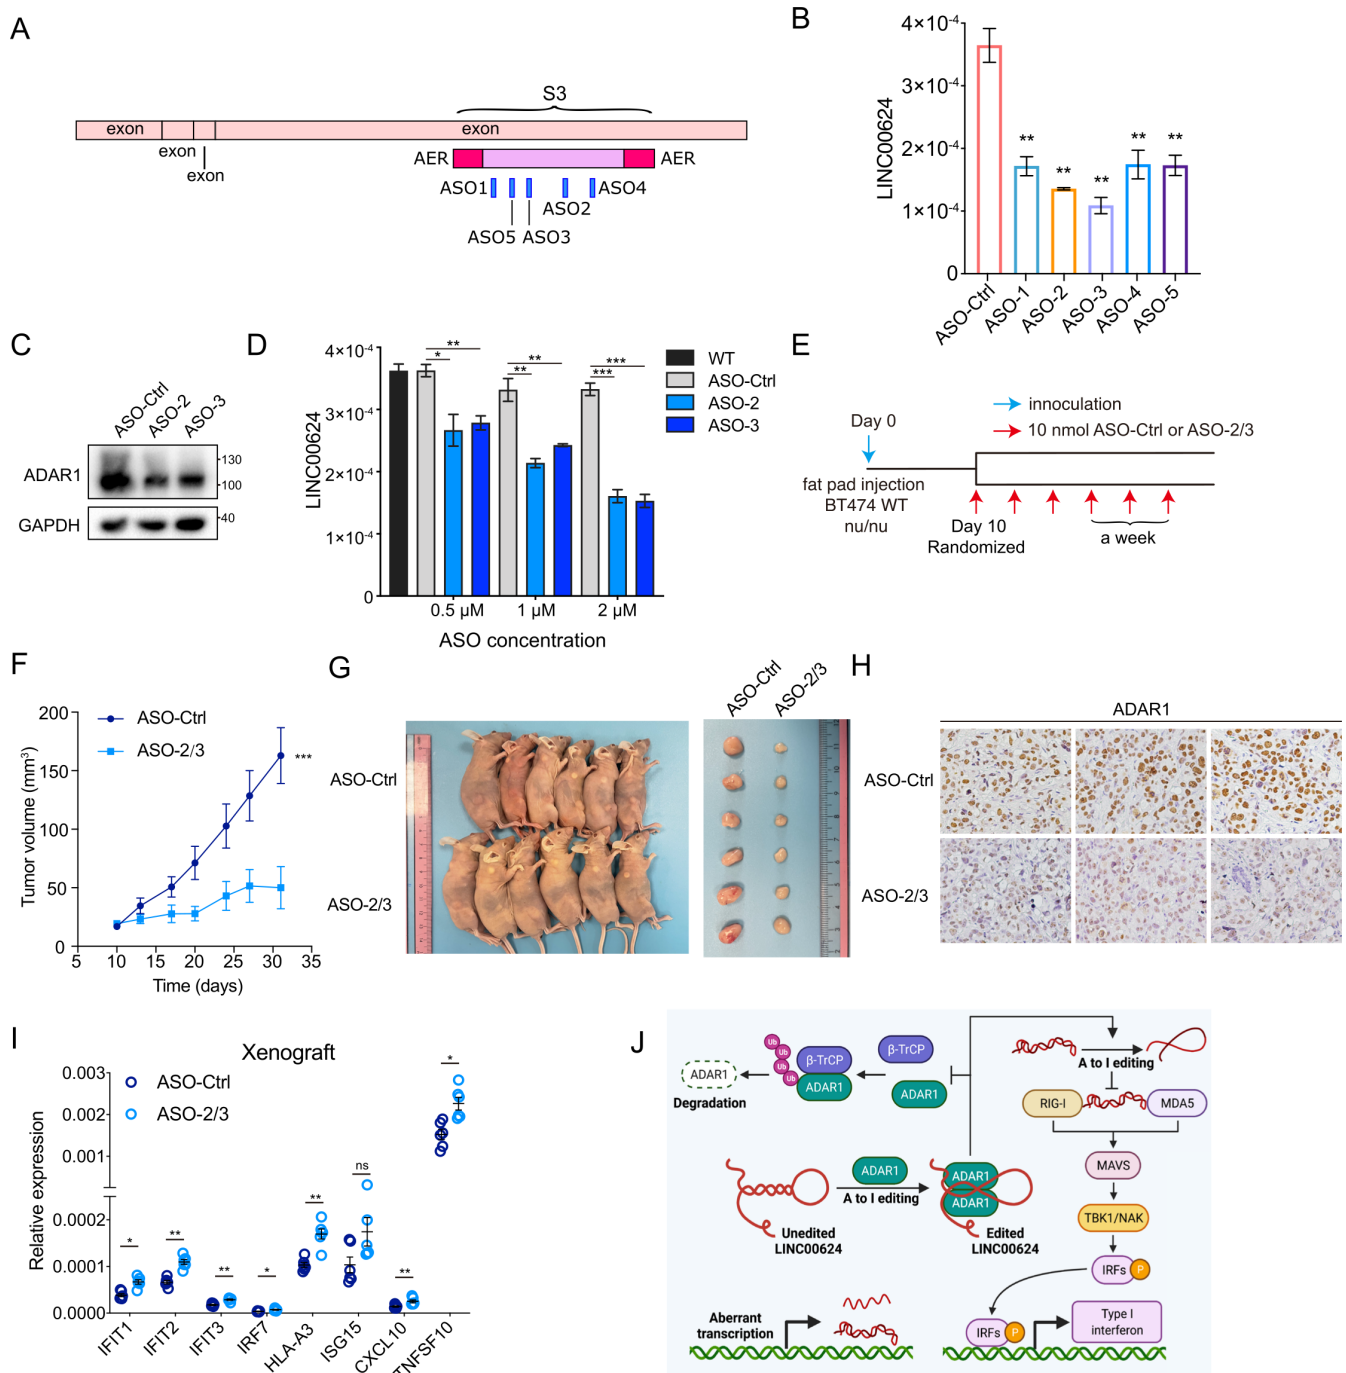 A
S3
exon
exon
exon
exon
AER
AER
ASO1
ASO4
ASO2
ASO5
ASO3
B
LINC00624
4×10⁻⁴
3×10⁻⁴
2×10⁻⁴
1×10⁻⁴
0
**
**
**
**
**
ASO-Ctrl
ASO-1
ASO-2
ASO-3
ASO-4
ASO-5
C
ASO-Ctrl
ASO-2
ASO-3
ADAR1
130
100
GAPDH
40
D
LINC00624
4×10⁻⁴
3×10⁻⁴
2×10⁻⁴
1×10⁻⁴
0
**
*
**
**
***
***
0.5 μM
1 μM
2 μM
ASO concentration
WT
ASO-Ctrl
ASO-2
ASO-3
E
innoculation
10 nmol ASO-Ctrl or ASO-2/3
Day 0
fat pad injection
BT474 WT
nu/nu
Day 10
Randomized
a week
F
Tumor volume (mm³)
200
150
100
50
0
ASO-Ctrl
ASO-2/3
***
5
10
15
20
25
30
35
Time (days)
G
ASO-Ctrl
ASO-2/3
ASO-Ctrl
ASO-2/3
H
ADAR1
ASO-Ctrl
ASO-2/3
I
Xenograft
ASO-Ctrl
ASO-2/3
Relative expression
0.003
0.002
0.001
0.0002
0.0001
0.0000
*
**
**
*
**
ns
**
*
IFIT1
IFIT2
IFIT3
IRF7
HLA-A3
ISG15
CXCL10
TNFSF10
J
Ub
Ub
Ub
Ub
β-TrCP
ADAR1
β-TrCP
ADAR1
ADAR1
Degradation
A to I editing
RIG-I
MDA5
MAVS
TBK1/NAK
IRFs
P
ADAR1
A to I editing
ADAR1
ADAR1
Unedited
LINC00624
Edited
LINC00624
Aberrant
transcription
IRFs
P
Type I
interferon